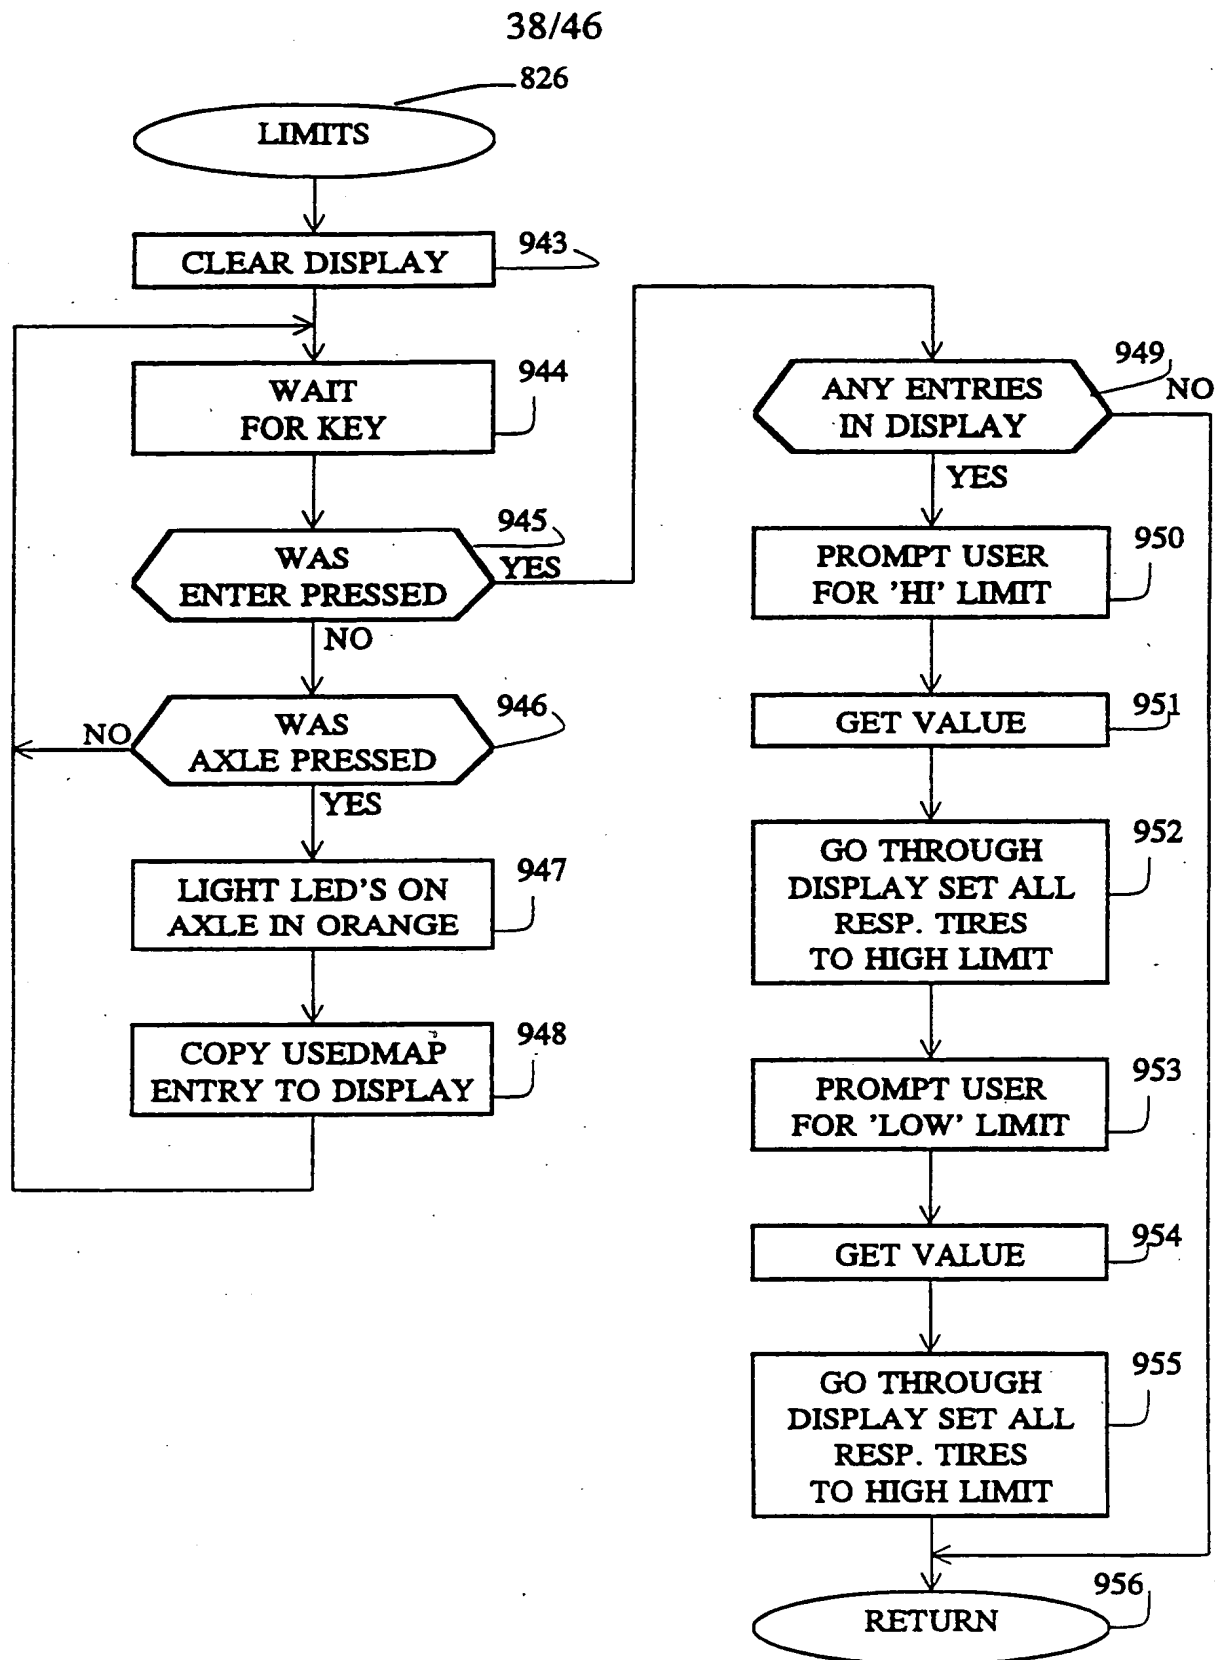 38/46
826
LIMITS
943
CLEAR DISPLAY
944
WAIT
FOR KEY
945
WAS
ENTER PRESSED
YES
NO
946
WAS
AXLE PRESSED
NO
YES
947
LIGHT LED'S ON
AXLE IN ORANGE
948
COPY USEDMAP
ENTRY TO DISPLAY
949
ANY ENTRIES
IN DISPLAY
NO
YES
950
PROMPT USER
FOR 'HI' LIMIT
951
GET VALUE
952
GO THROUGH
DISPLAY SET ALL
RESP. TIRES
TO HIGH LIMIT
953
PROMPT USER
FOR 'LOW' LIMIT
954
GET VALUE
955
GO THROUGH
DISPLAY SET ALL
RESP. TIRES
TO HIGH LIMIT
956
RETURN